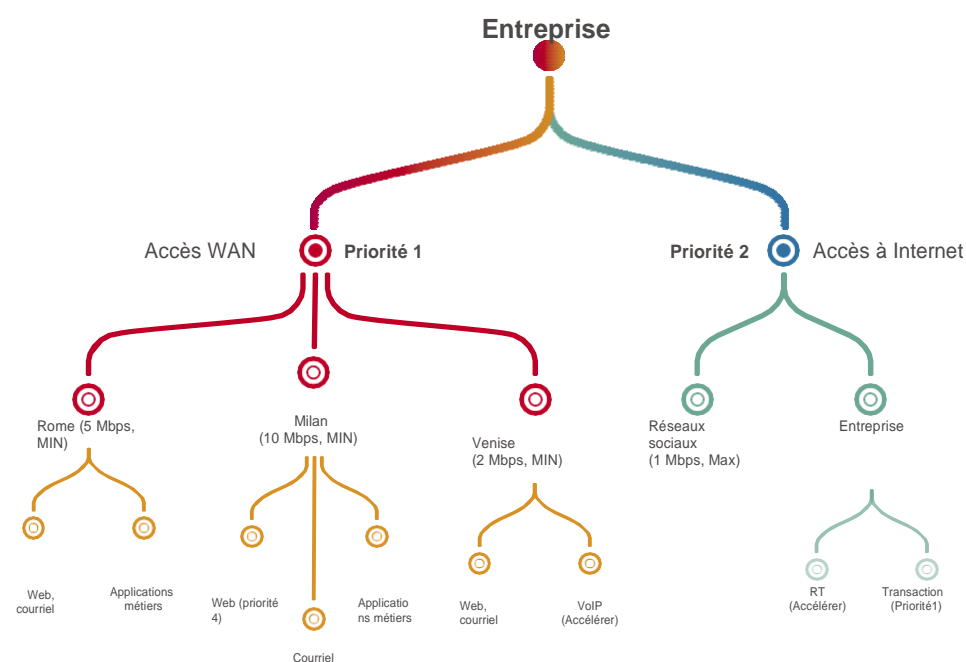 Entreprise
Accès WAN
Priorité 1
Priorité 2
Accès à Internet
Rome (5 Mbps,
MIN)
Milan
(10 Mbps, MIN)
Venise
(2 Mbps, MIN)
Réseaux
sociaux
(1 Mbps, Max)
Entreprise
Web,
courriel
Applications
métiers
Web (priorité
4)
Courriel
Applicatio
ns métiers
Web,
courriel
VoIP
(Accélérer)
RT
(Accélérer)
Transaction
(Priorité1)